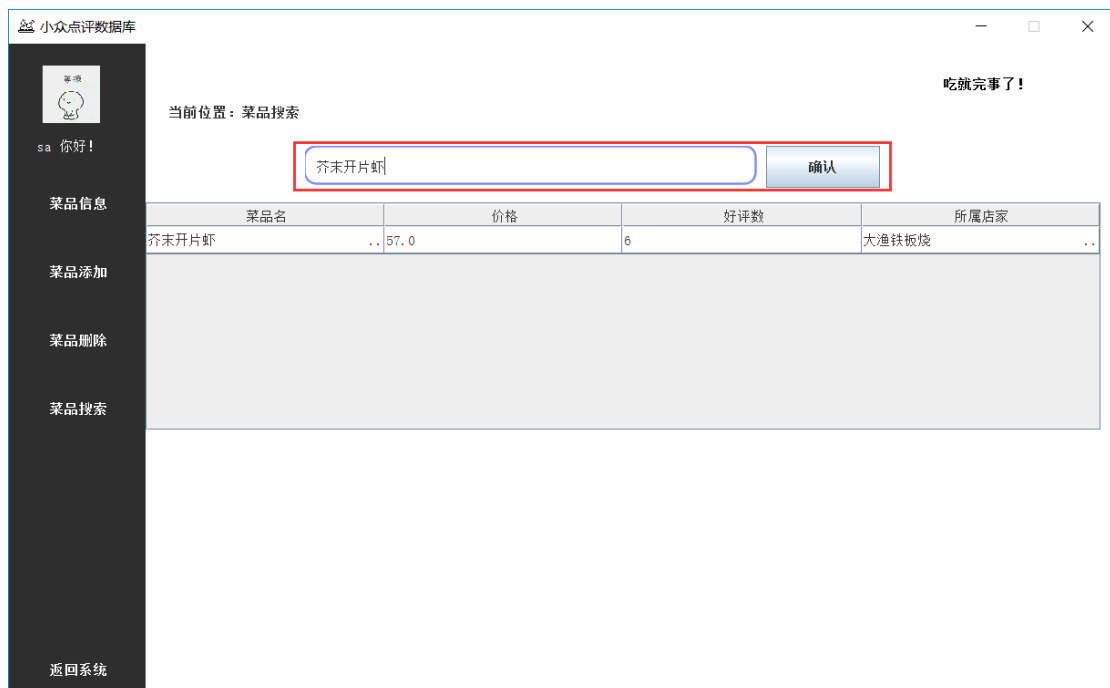 小众点评数据库
等损
吃就完事了!
当前位置：菜品搜索
sa 你好!
芥末开片虾 确认
菜品信息
菜品名 价格 好评数 所属店家
芥末开片虾 .. 57.0 6 大渔铁板烧 ..
菜品添加
菜品删除
菜品搜索
返回系统